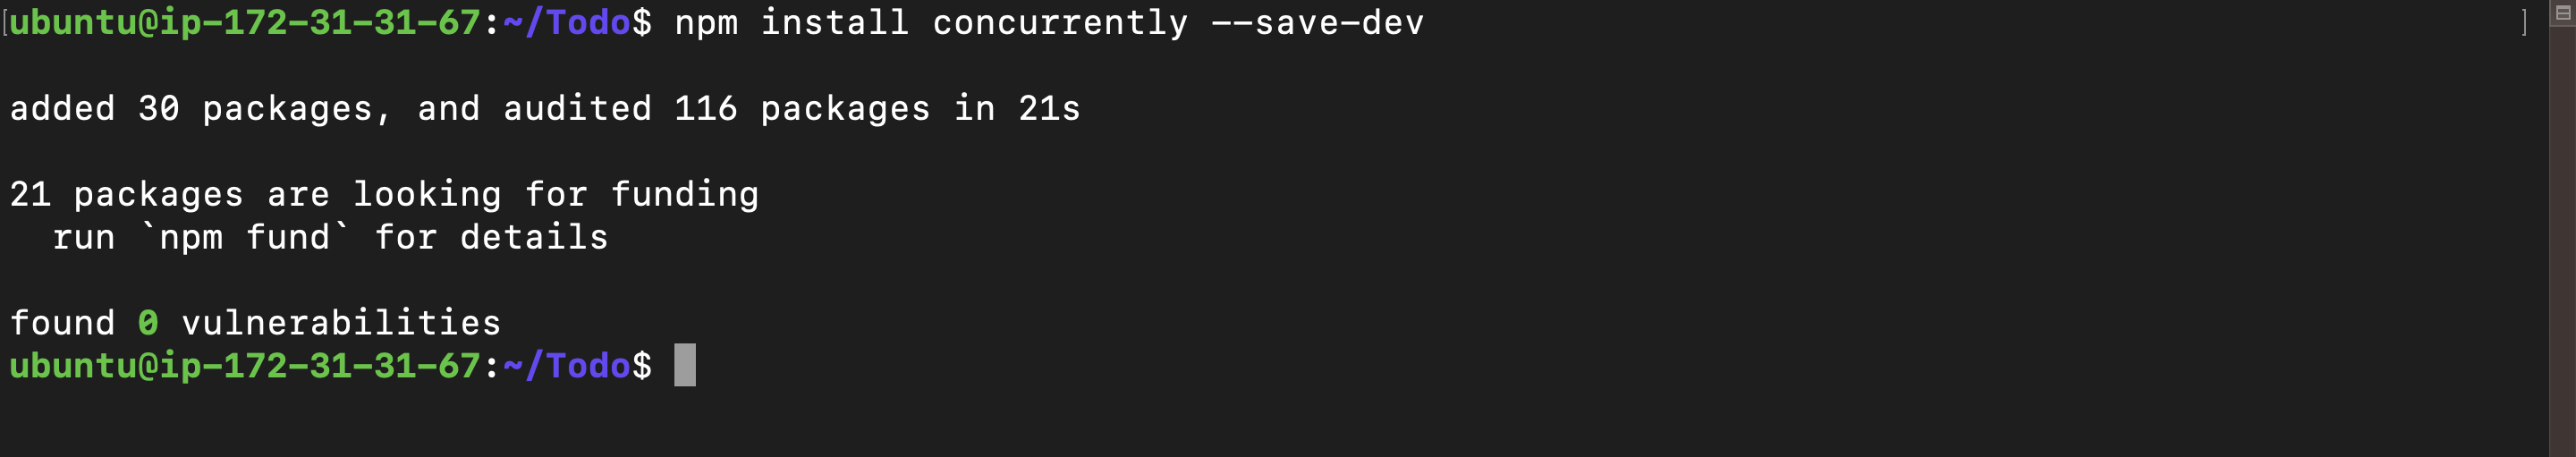 [ubuntu@ip-172-31-31-67:~/Todo$ npm install concurrently --save-dev ]
added 30 packages, and audited 116 packages in 21s
21 packages are looking for funding
  run `npm fund` for details
found 0 vulnerabilities
ubuntu@ip-172-31-31-67:~/Todo$